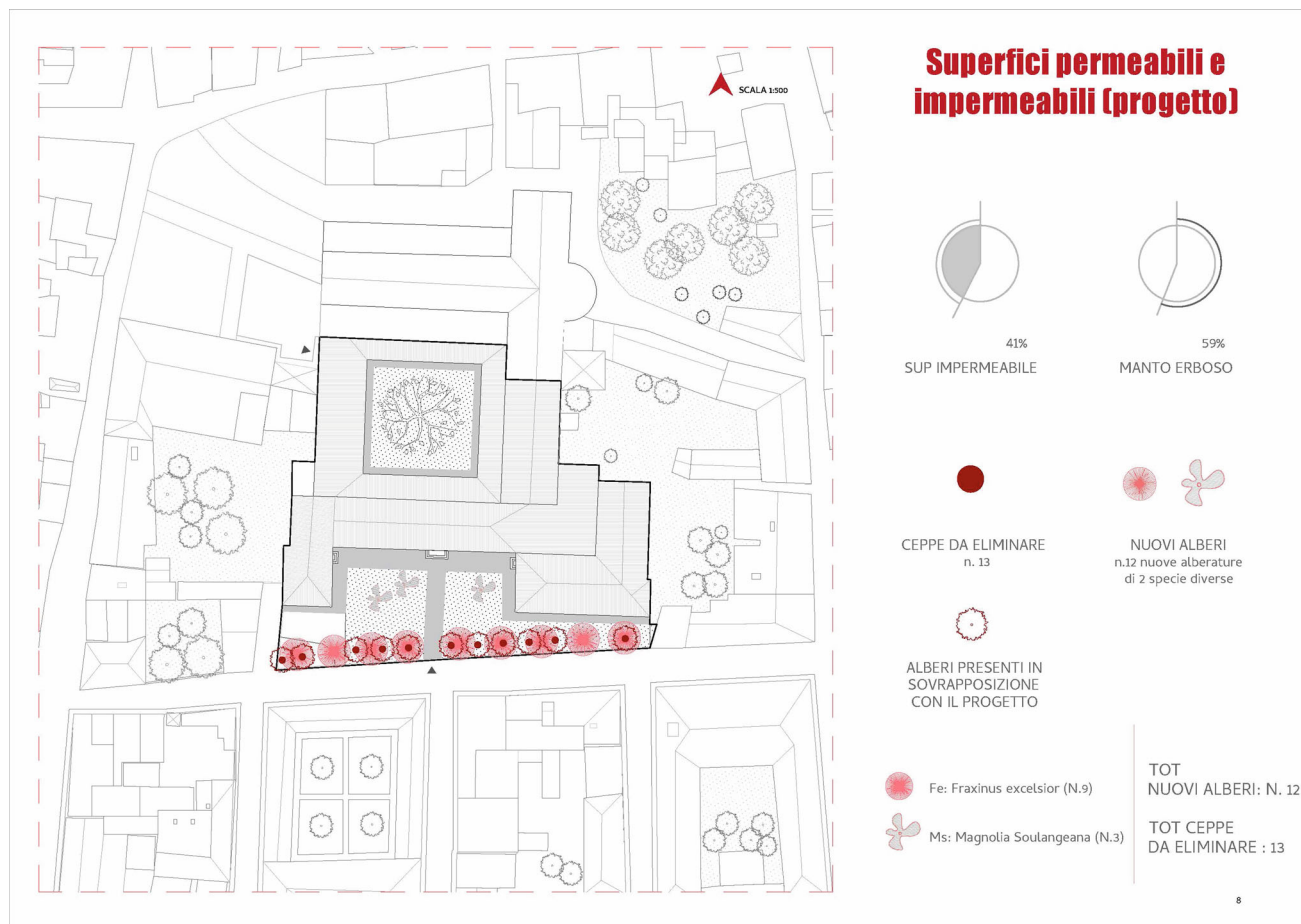 Superfici permeabili e
impermeabili (progetto)
SCALA 1:500
41%
SUP IMPERMEABILE
59%
MANTO ERBOSO
CEPPE DA ELIMINARE
n. 13
NUOVI ALBERI
n.12 nuove alberature
di 2 specie diverse
ALBERI PRESENTI IN
SOVRAPPOSIZIONE
CON IL PROGETTO
Fe: Fraxinus excelsior (N.9)
Ms: Magnolia Soulangeana (N.3)
TOT
NUOVI ALBERI: N. 12
TOT CEPPE
DA ELIMINARE : 13
8